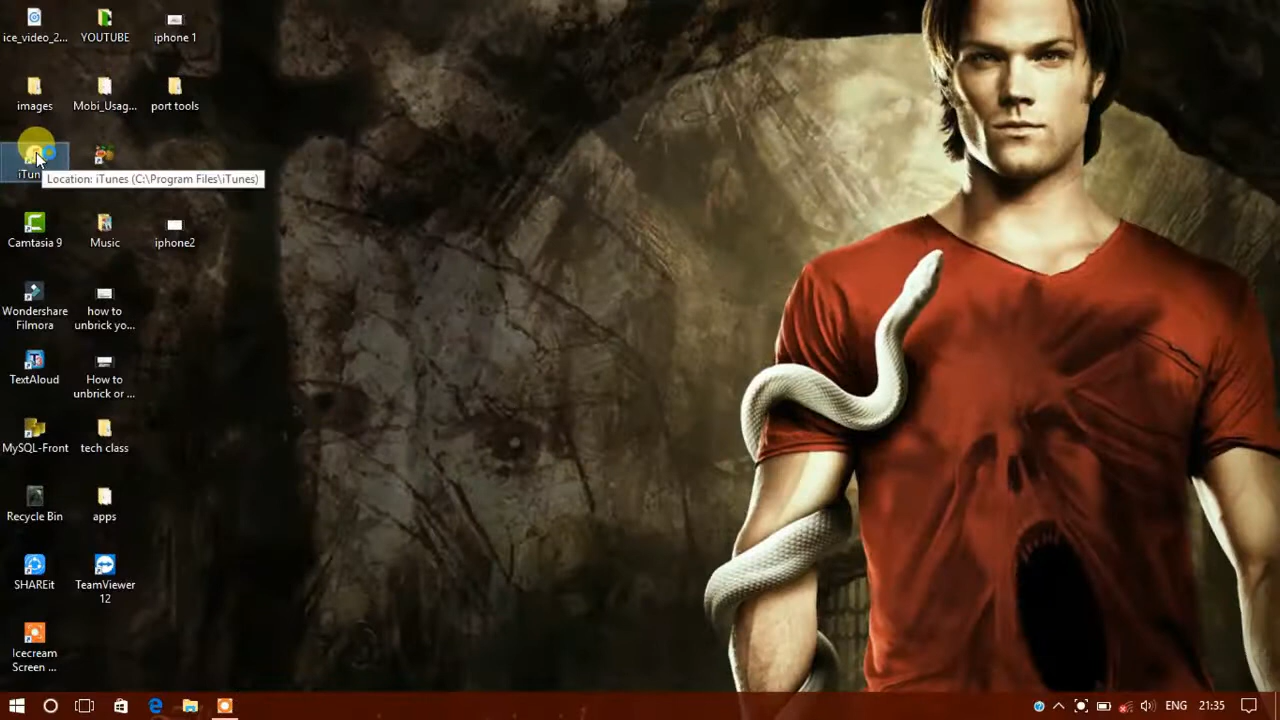 ice_video_2...
YOUTUBE
iphone 1
images
Mobi_Usag...
port tools
iTun
Location: iTunes (C:\Program Files\iTunes)
Camtasia 9
Music
iphone2
Wondershare
Filmora
how to
unbrick yo...
TextAloud
How to
unbrick or ...
MySQL-Front
tech class
Recycle Bin
apps
SHAREit
TeamViewer
12
Icecream
Screen ...
ENG
21:35